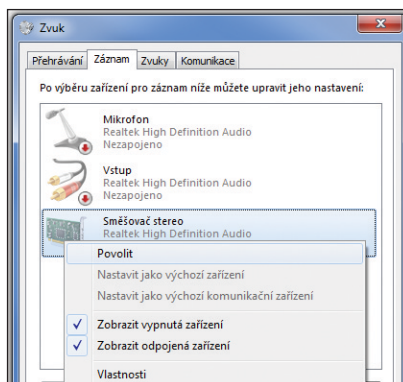 Zvuk
Přehrávání Záznam Zvuky Komunikace
Po výběru zařízení pro záznam níže můžete upravit jeho nastavení:
Mikrofon
Realtek High Definition Audio
Nezapojeno
Vstup
Realtek High Definition Audio
Nezapojeno
Směšovač stereo
Realtek High Definition Audio
Povolit
Nastavit jako výchozí zařízení
Nastavit jako výchozí komunikační zařízení
Zobrazit vypnutá zařízení
Zobrazit odpojená zařízení
Vlastnosti